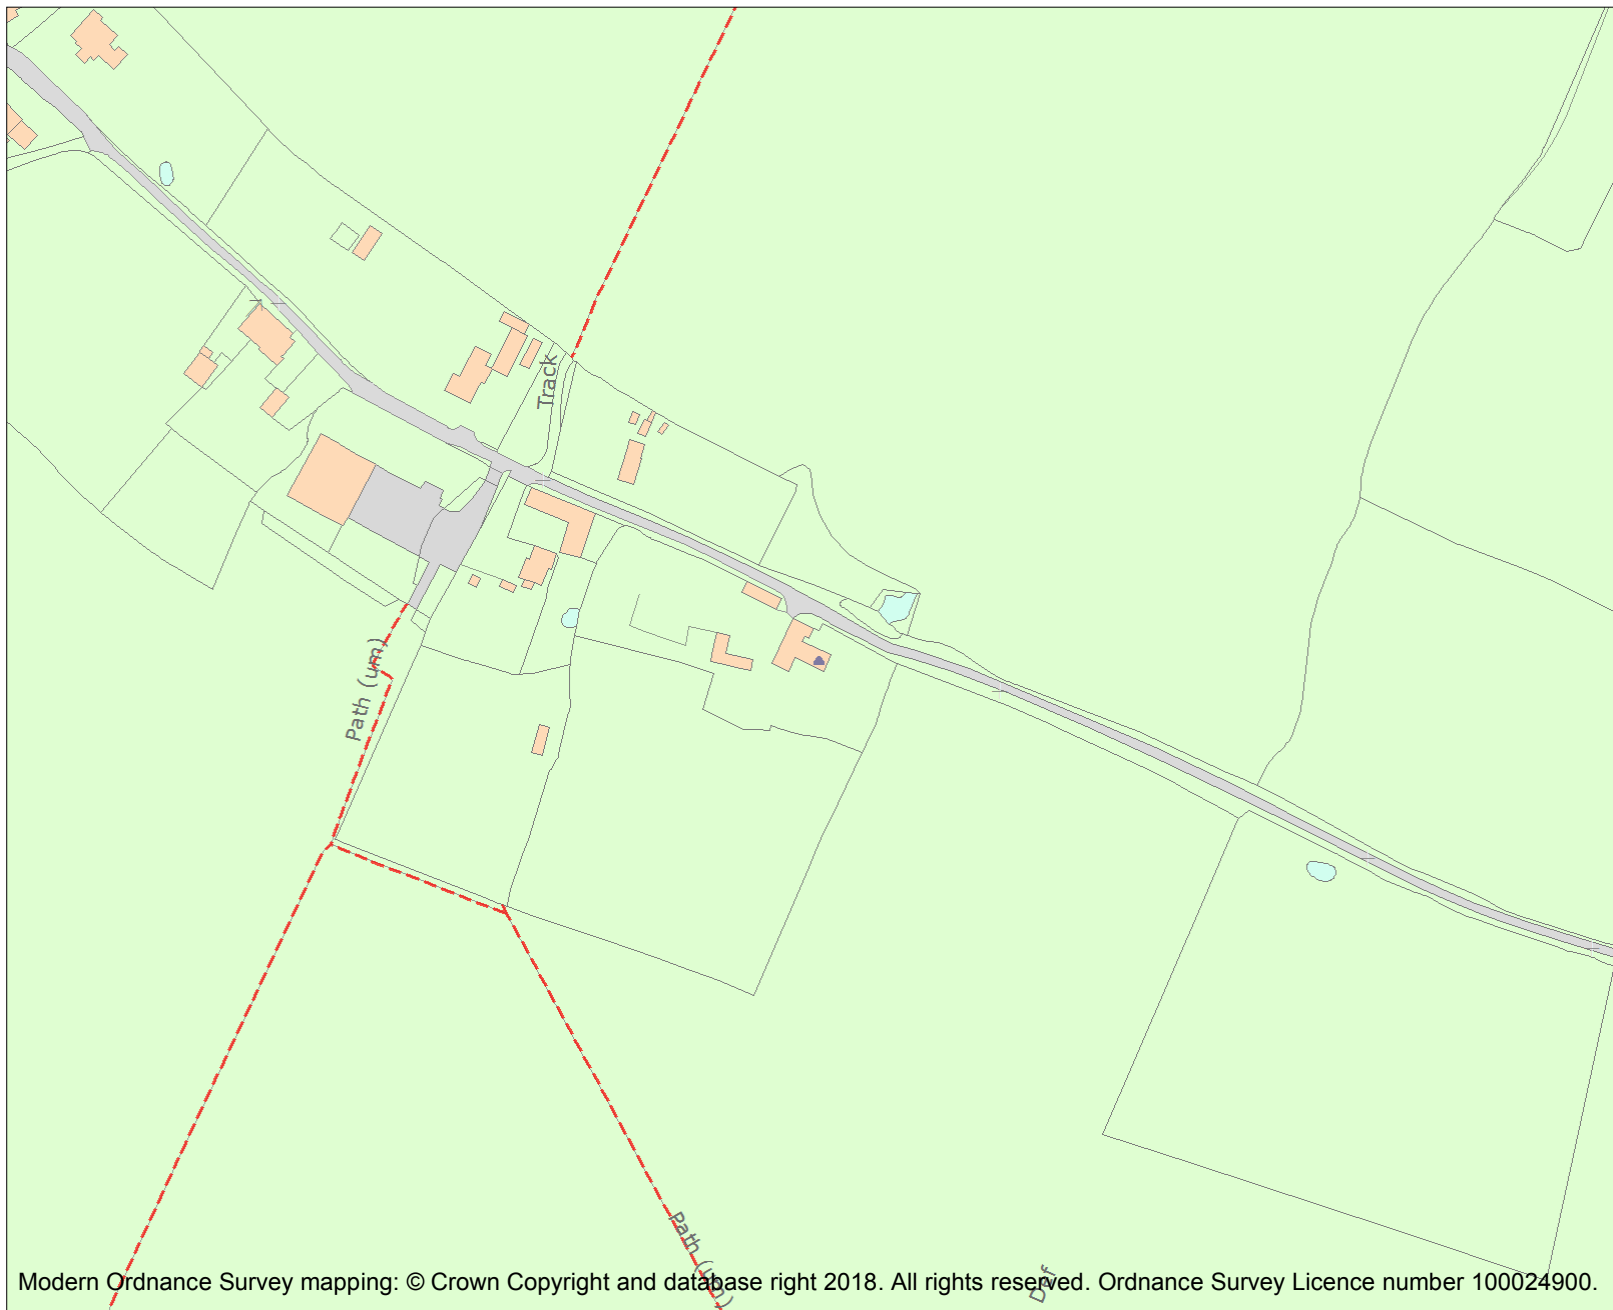 Track
Path (um)
Path (um)
Def
Modern Ordnance Survey mapping: © Crown Copyright and database right 2018. All rights reserved. Ordnance Survey Licence number 100024900.